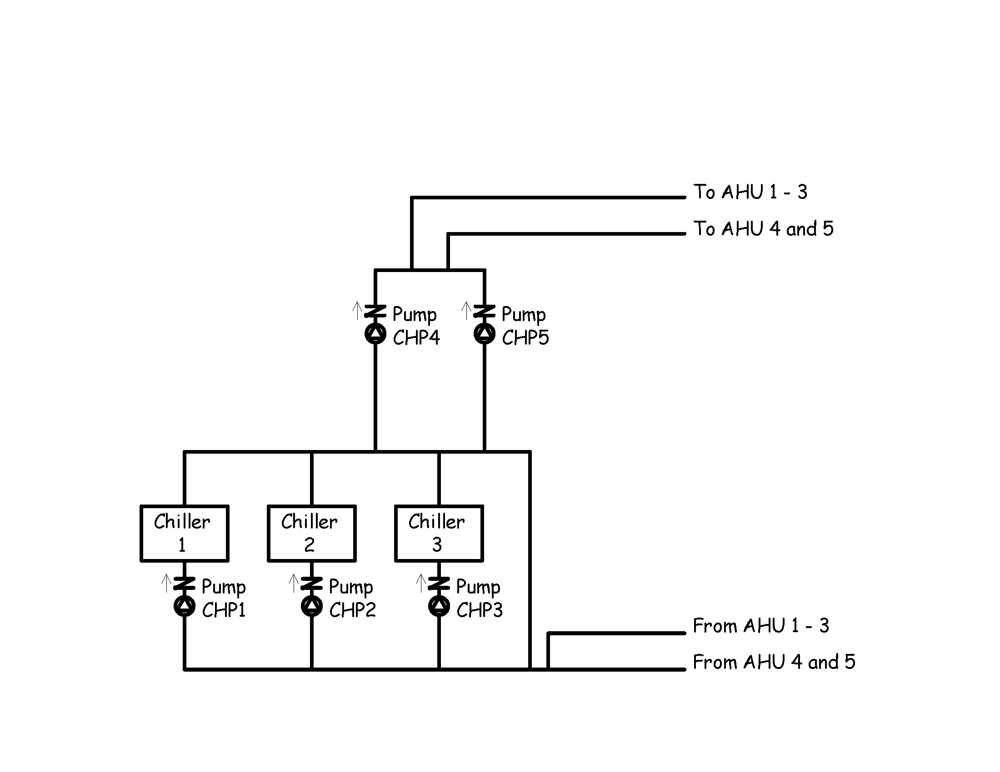 To AHU 1 - 3
To AHU 4 and 5
Pump
CHP4
Pump
CHP5
Chiller
1
Chiller
2
Chiller
3
Pump
CHP1
Pump
CHP2
Pump
CHP3
From AHU 1 - 3
From AHU 4 and 5